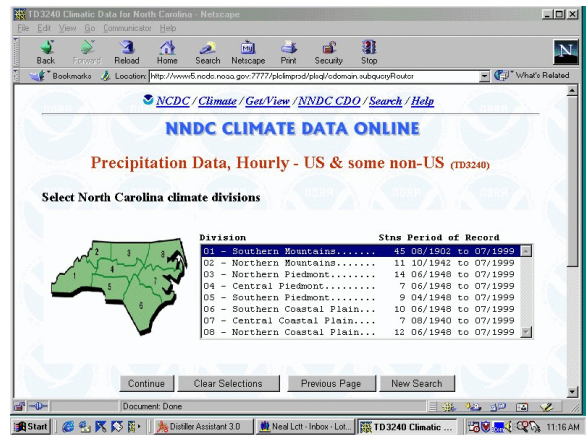 TD3240 Climatic Data for North Carolina - Netscape
File Edit View Go Communicator Help
Back Forward Reload Home Search Netscape Print Security Stop
N
Bookmarks Location: http://www5.ncdc.noaa.gov:7777/plclimprod/plsql/cdomain.subqueryRouter What's Related
NCDC / Climate / Get/View / NNDC CDO / Search / Help
NNDC CLIMATE DATA ONLINE
Precipitation Data, Hourly - US & some non-US (TD3240)
Select North Carolina climate divisions
Division Stns Period of Record
01 - Southern Mountains....... 45 08/1902 to 07/1999
02 - Northern Mountains....... 11 10/1942 to 07/1999
03 - Northern Piedmont........ 14 06/1948 to 07/1999
04 - Central Piedmont......... 7 06/1948 to 07/1999
05 - Southern Piedmont........ 9 04/1948 to 07/1999
06 - Southern Coastal Plain... 10 06/1948 to 07/1999
07 - Central Coastal Plain.... 7 08/1940 to 07/1999
08 - Northern Coastal Plain... 12 06/1948 to 07/1999
1 2 3 8
4 7
5
6
Continue Clear Selections Previous Page New Search
Document: Done
Start Distiller Assistant 3.0 Neal Lott - Inbox - Lot... TD3240 Climatic ... 11:16 AM